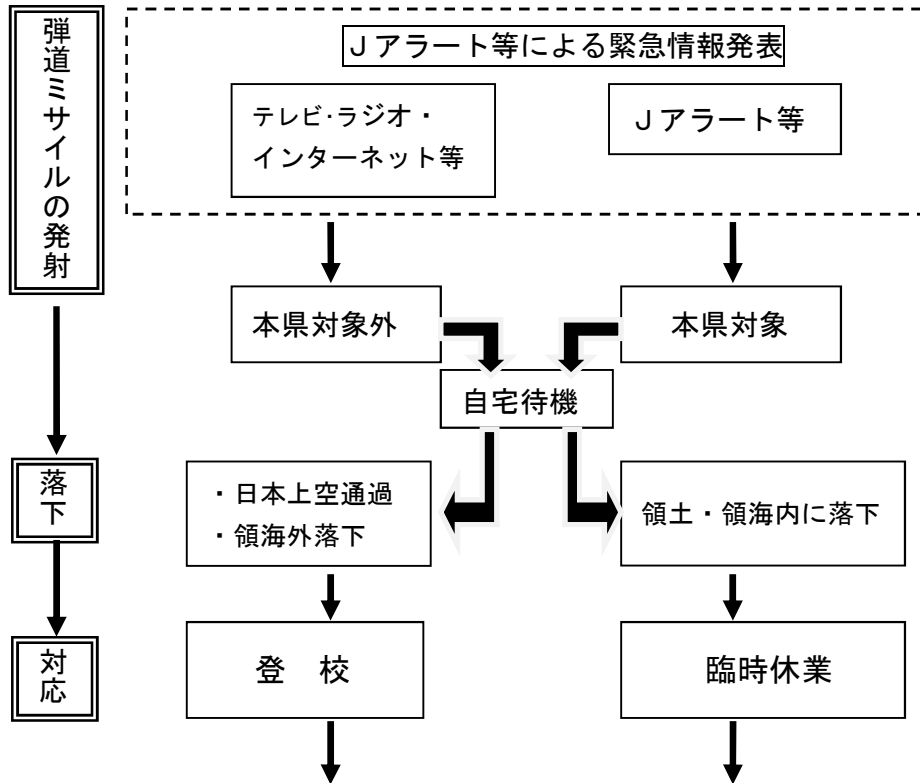 弾道ミサイルの発射
Jアラート等による緊急情報発表
テレビ･ラジオ・
インターネット等
Jアラート等
本県対象外
本県対象
自宅待機
落下
・日本上空通過
・領海外落下
領土・領海内に落下
対応
登　校
臨時休業